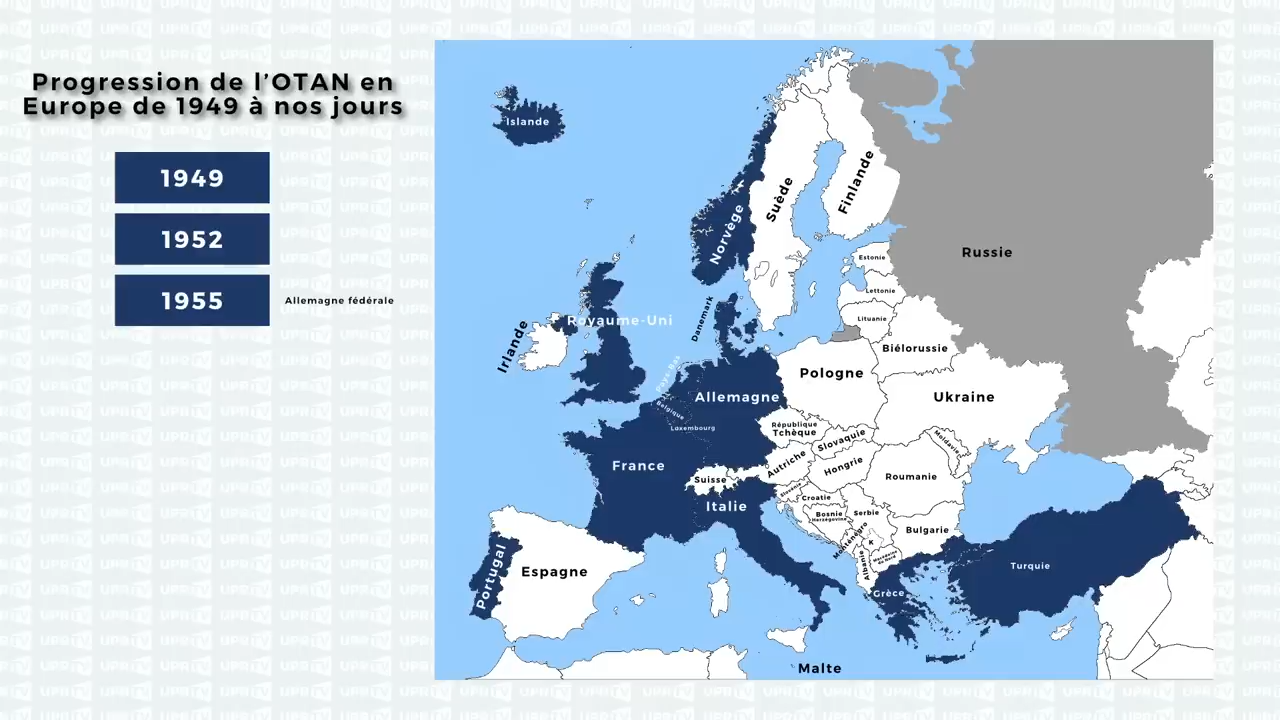 Progression de l'OTAN en
Europe de 1949 à nos jours
1949
1952
1955
Allemagne fédérale
Islande
Norvège
Suède
Finlande
Russie
Estonie
Lettonie
Lituanie
Biélorussie
Irlande
Royaume-Uni
Danemark
Pays-Bas
Belgique
Luxembourg
Allemagne
Pologne
Ukraine
République
Tchèque
Slovaquie
Moldavie
France
Suisse
Autriche
Hongrie
Roumanie
Italie
Croatie
Bosnie
Herzégovine
Serbie
Monténégro
K
Bulgarie
Albanie
Portugal
Espagne
Grèce
Turquie
Malte
UPR TV